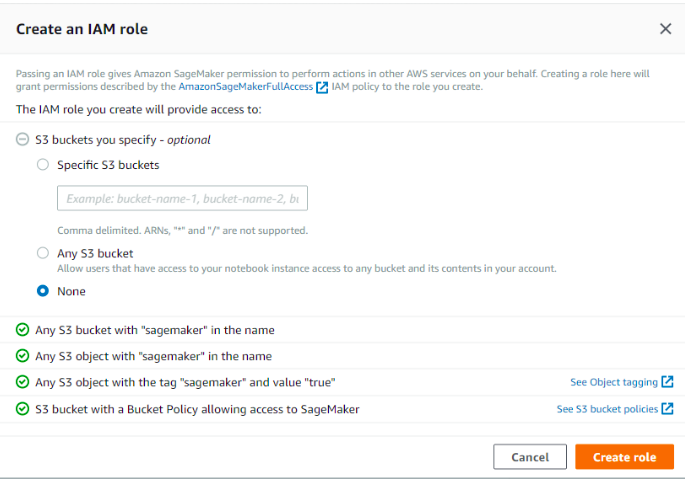 Create an IAM role
Passing an IAM role gives Amazon SageMaker permission to perform actions in other AWS services on your behalf. Creating a role here will
grant permissions described by the AmazonSageMakerFullAccess IAM policy to the role you create.
The IAM role you create will provide access to:
S3 buckets you specify - optional
Specific S3 buckets
Example: bucket-name-1, bucket-name-2, bu
Comma delimited. ARNs, "*" and "/" are not supported.
Any S3 bucket
Allow users that have access to your notebook instance access to any bucket and its contents in your account.
None
Any S3 bucket with "sagemaker" in the name
Any S3 object with "sagemaker" in the name
Any S3 object with the tag "sagemaker" and value "true" See Object tagging
S3 bucket with a Bucket Policy allowing access to SageMaker See S3 bucket policies
Cancel Create role